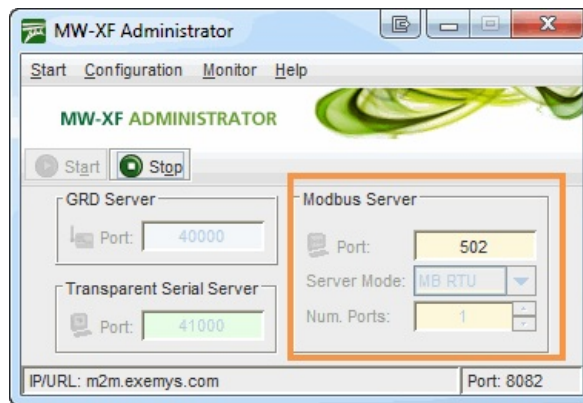 MW-XF Administrator
Start Configuration Monitor Help
MW-XF ADMINISTRATOR
Start Stop
GRD Server
Port: 40000
Transparent Serial Server
Port: 41000
Modbus Server
Port: 502
Server Mode: MB RTU
Num. Ports: 1
IP/URL: m2m.exemys.com Port: 8082